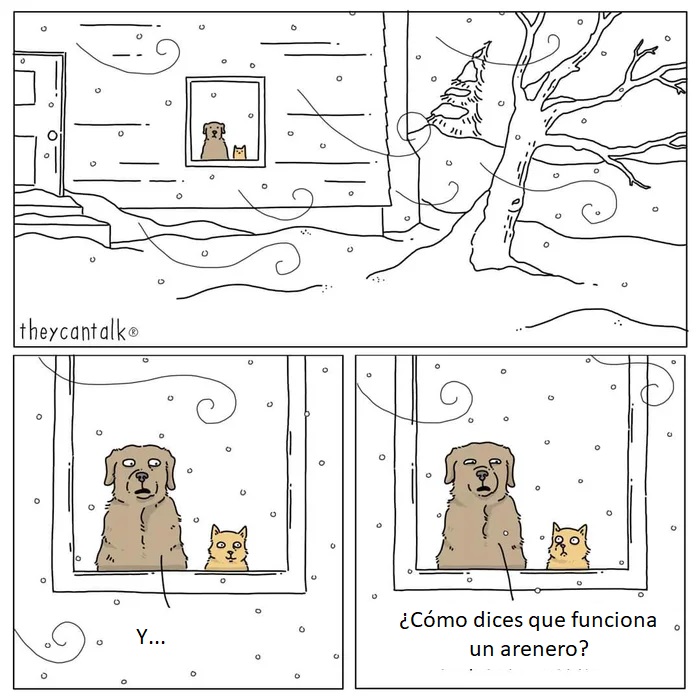 theycantalk®
Y...
¿Cómo dices que funciona
un arenero?